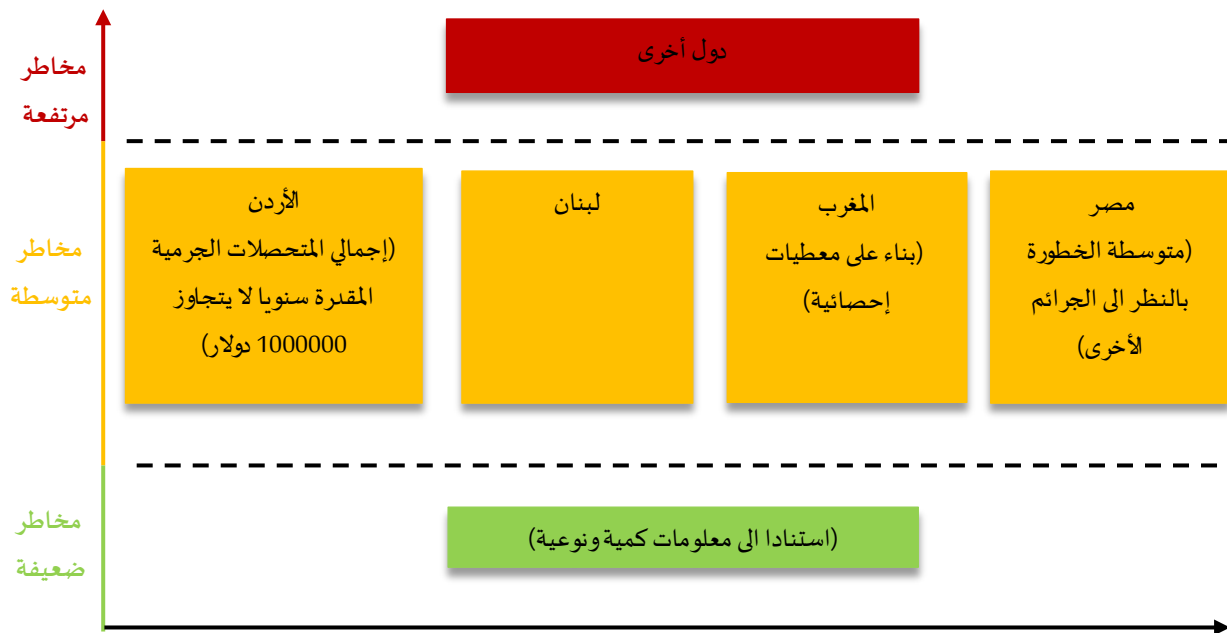 مخاطر
مرتفعة
دول أخرى
مخاطر
متوسطة
مصر
(متوسطة الخطورة
بالنظر الى الجرائم
الأخرى)
المغرب
(بناء على معطيات
إحصائية)
لبنان
الأردن
(إجمالي المتحصلات الجرمية
المقدرة سنويا لا يتجاوز
1000000 دولار)
مخاطر
ضعيفة
(استنادا الى معلومات كمية ونوعية)